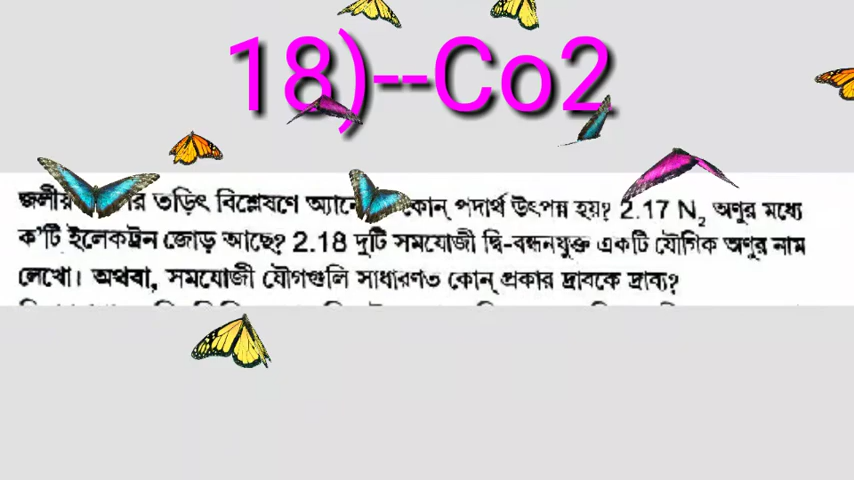 18)--Co2
জলীয় তড়িৎ বিশ্লেষণে কোন্ পদার্থ উৎপন্ন হয়? 2.17 N₂ অণুর মধ্যে
ক'টি ইলেকট্রন জোড় আছে? 2.18 দুটি সমযোজী দ্বি-বন্ধনযুক্ত একটি যৌগিক অণুর নাম
লেখো। অথবা, সমযোজী যৌগগুলি সাধারণত কোন্ প্রকার দ্রাবকে দ্রাব্য?